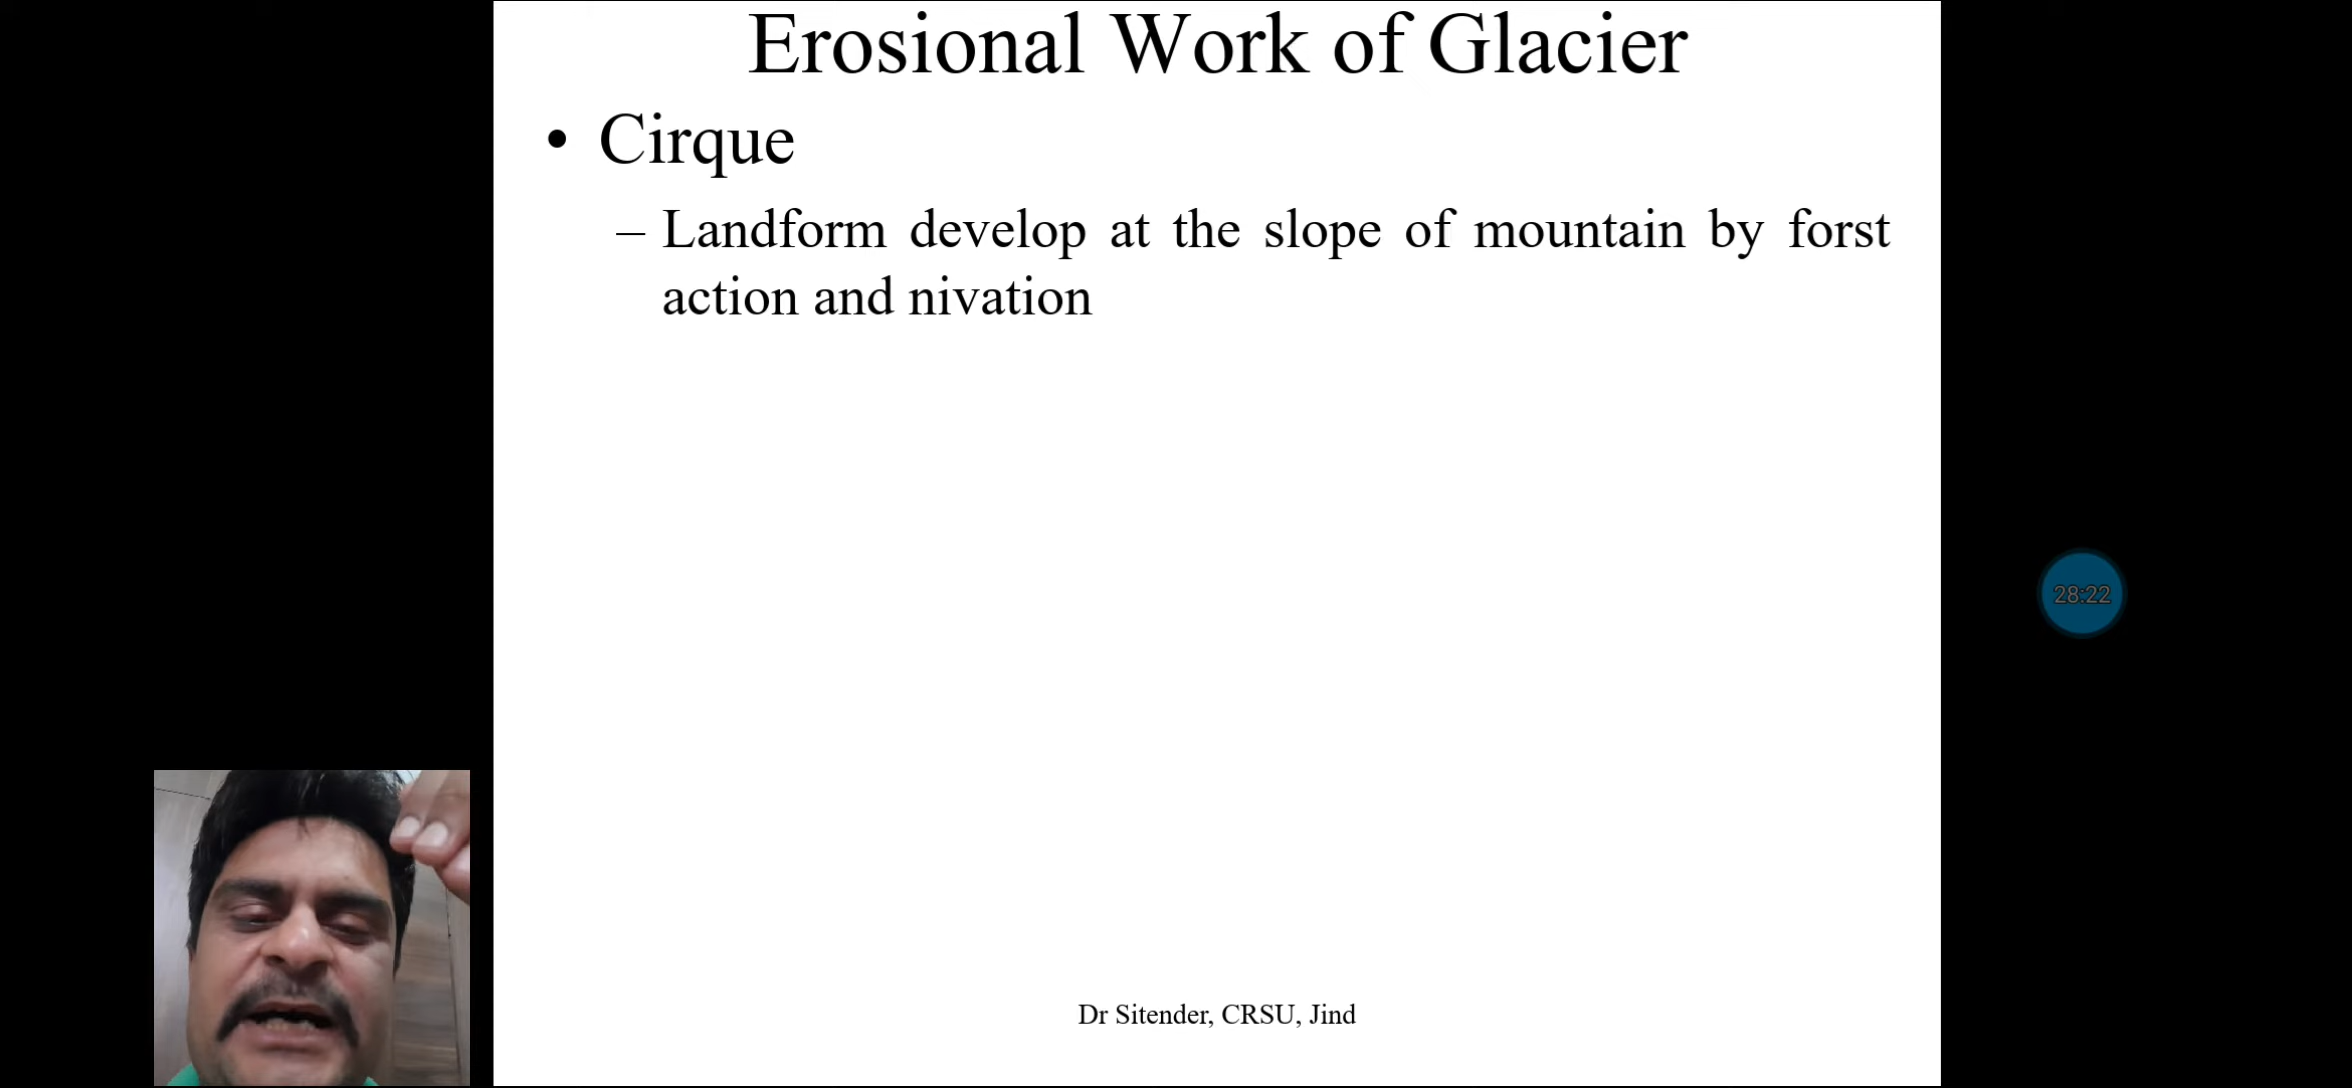 Erosional Work of Glacier
• Cirque
– Landform develop at the slope of mountain by forst
action and nivation
28:22
Dr Sitender, CRSU, Jind